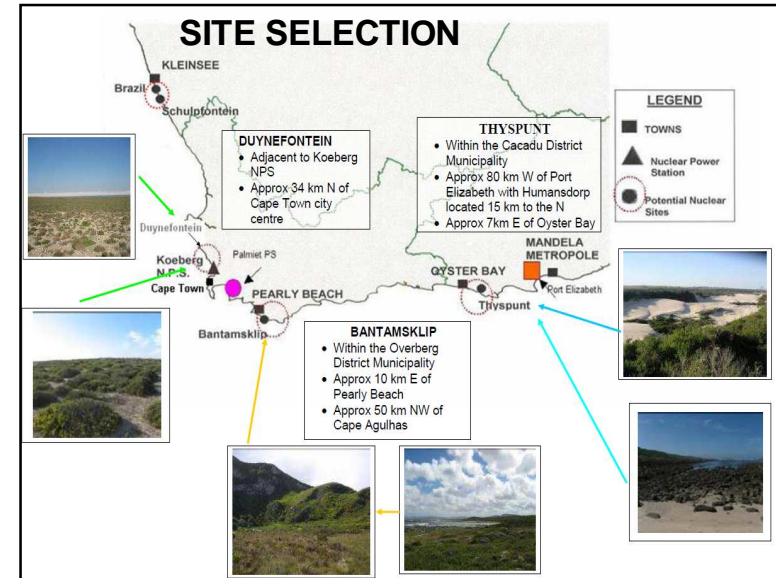 SITE SELECTION
KLEINSEE
Brazil
Schulpfontein
DUYNEFONTEIN
• Adjacent to Koeberg
NPS
• Approx 34 km N of
Cape Town city
centre
THYSPUNT
• Within the Cacadu District
Municipality
• Approx 80 km W of Port
Elizabeth with Humansdorp
located 15 km to the N
• Approx 7km E of Oyster Bay
LEGEND
TOWNS
Nuclear Power
Station
Potential Nuclear
Sites
Duynefontein
Koeberg
N.P.S.
Cape Town
Palmiet PS
PEARLY BEACH
Bantamsklip
OYSTER BAY
Thyspunt
MANDELA
METROPOLE
Port Elizabeth
BANTAMSKLIP
• Within the Overberg
District Municipality
• Approx 10 km E of
Pearly Beach
• Approx 50 km NW of
Cape Agulhas